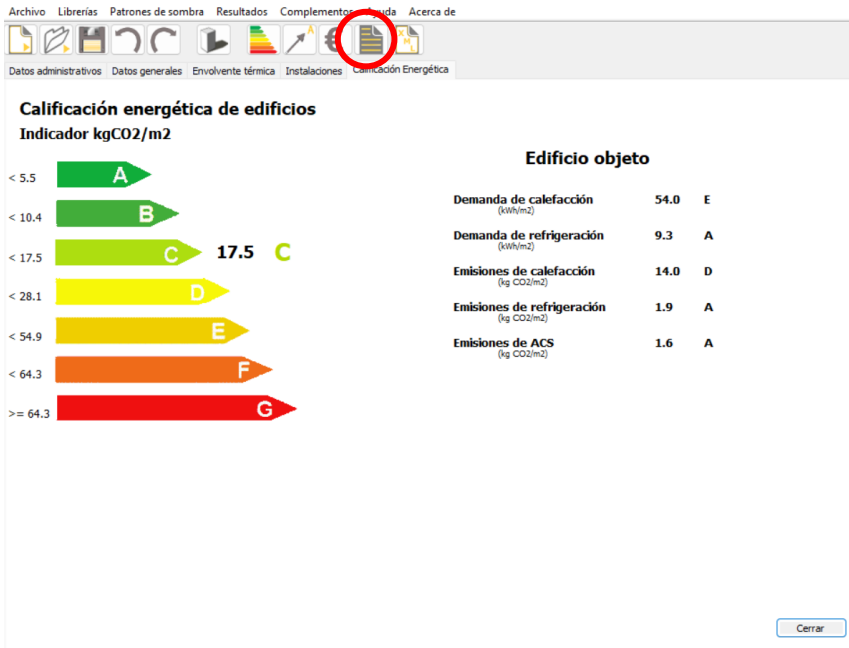 Archivo Librerías Patrones de sombra Resultados Complementos Ayuda Acerca de
A
€
X M L
Datos administrativos Datos generales Envolvente térmica Instalaciones Calificación Energética
Calificación energética de edificios
Indicador kgCO2/m2
Edificio objeto
< 5.5 A
< 10.4 B
< 17.5 C 17.5 C
< 28.1 D
< 54.9 E
< 64.3 F
>= 64.3 G
Demanda de calefacción 54.0 E
(kWh/m2)
Demanda de refrigeración 9.3 A
(kWh/m2)
Emisiones de calefacción 14.0 D
(kg CO2/m2)
Emisiones de refrigeración 1.9 A
(kg CO2/m2)
Emisiones de ACS 1.6 A
(kg CO2/m2)
Cerrar